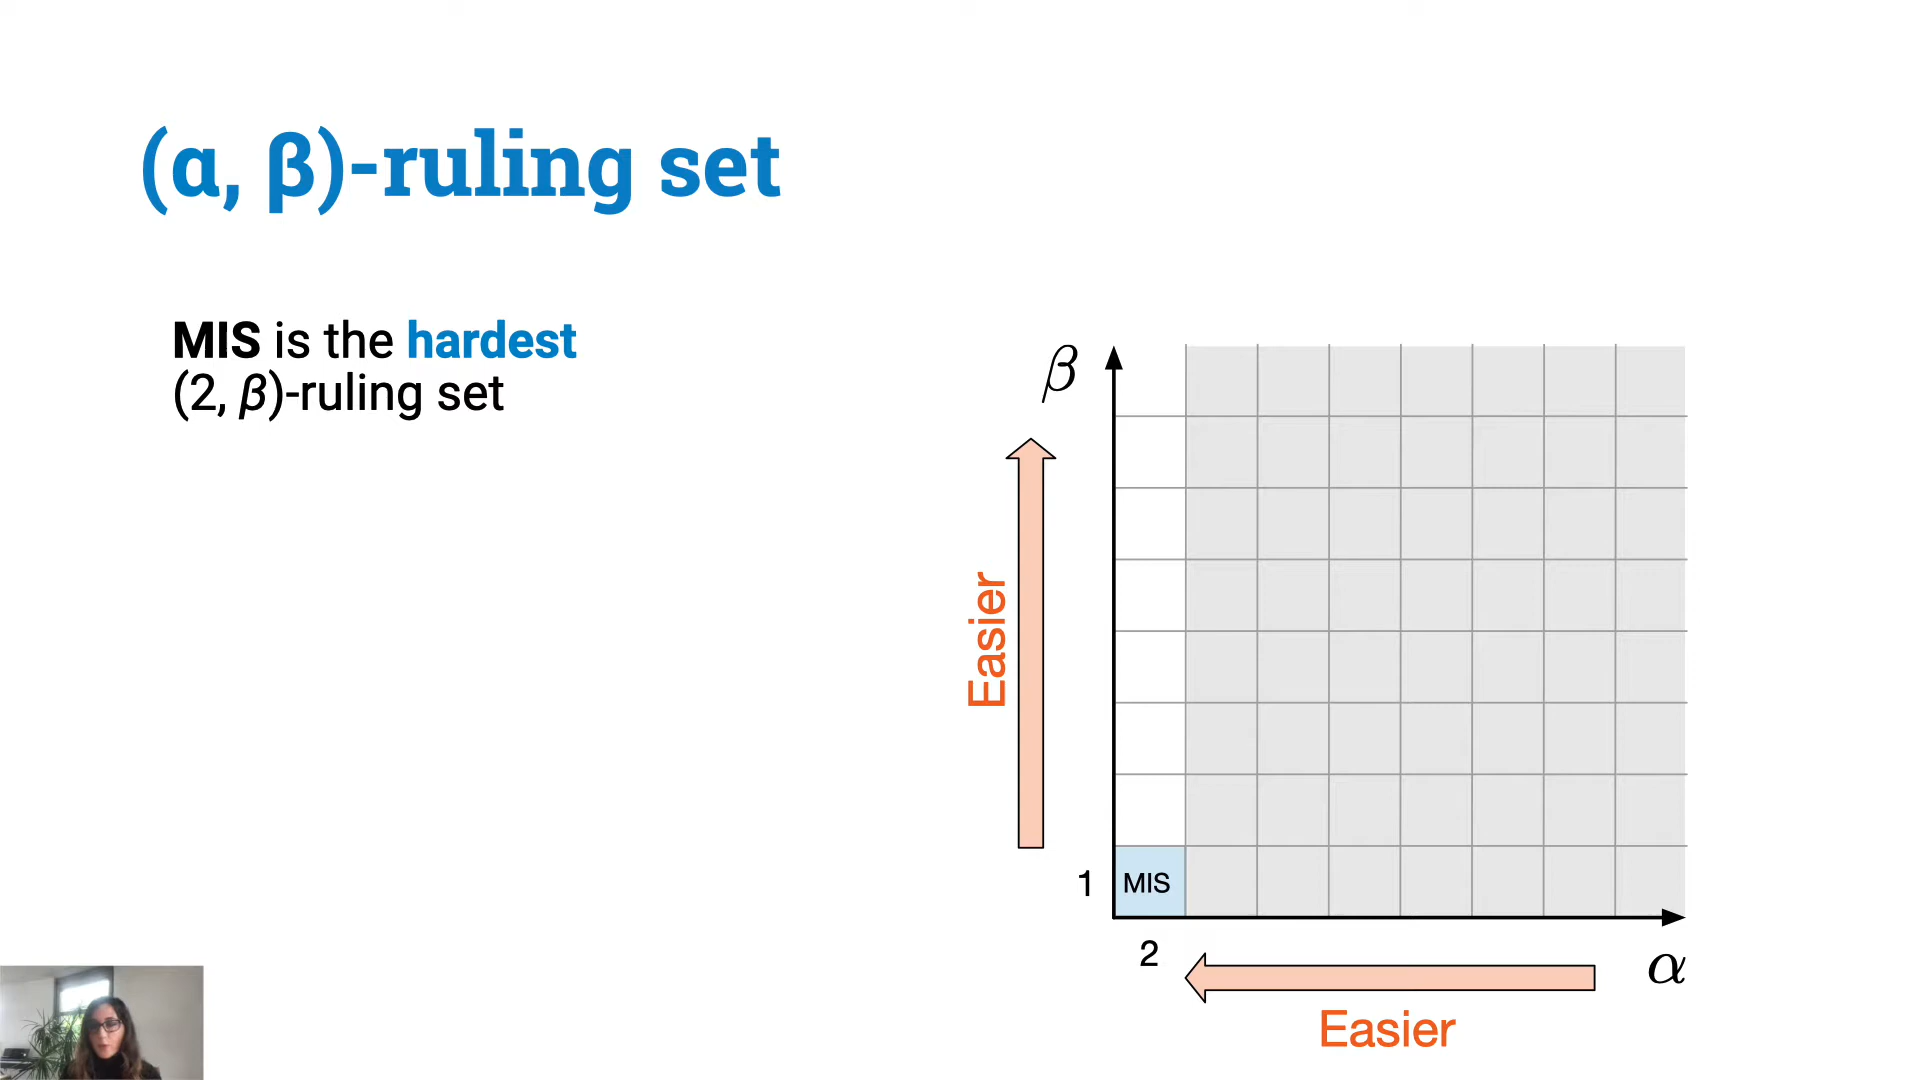 (α, β)-ruling set
MIS is the hardest
(2, β)-ruling set
β
Easier
1
MIS
2
α
Easier